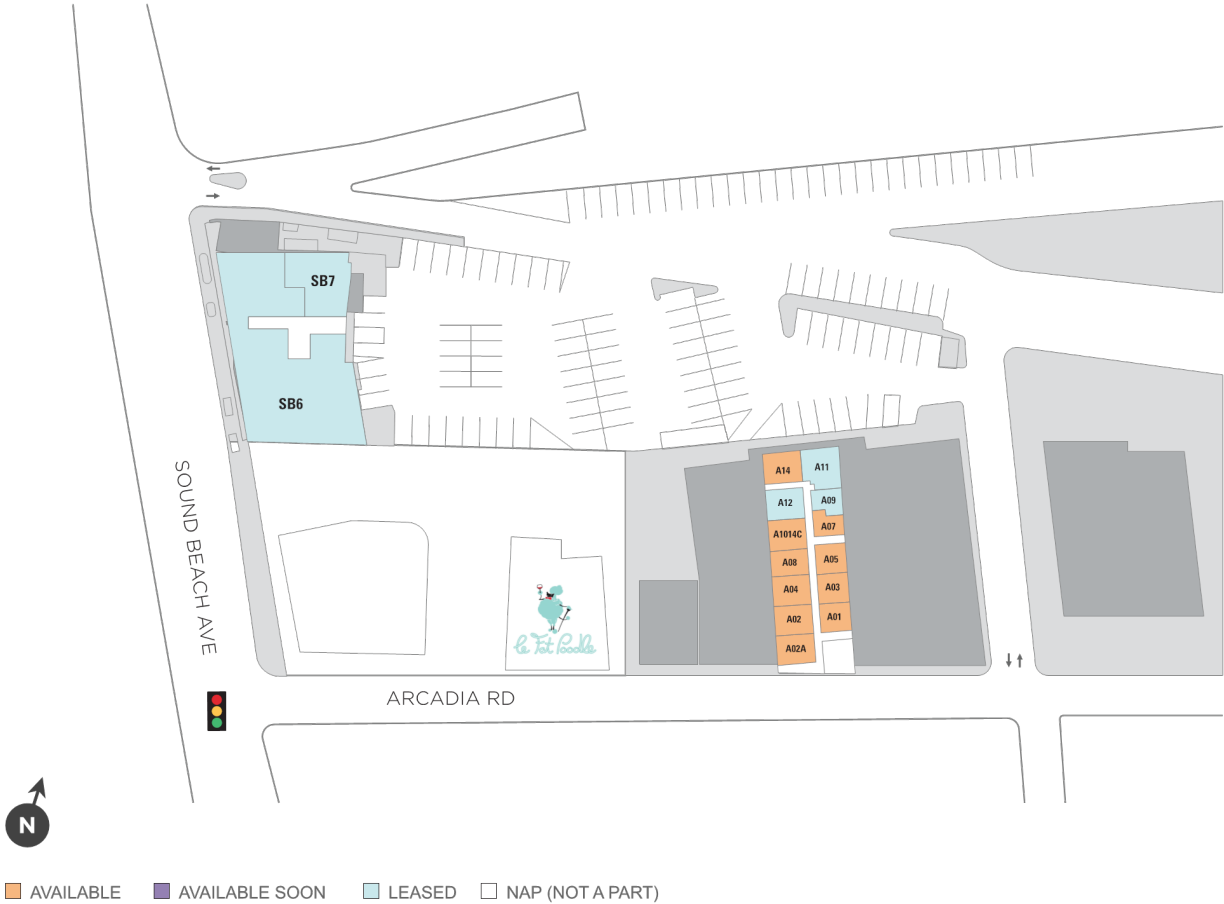 SB7
SB6
A14
A11
A12
A09
A07
A1014C
A08
A05
A04
A03
A02
A01
A02A
SOUND BEACH AVE
le Fat Poodle
ARCADIA RD
N
AVAILABLE
AVAILABLE SOON
LEASED
NAP (NOT A PART)